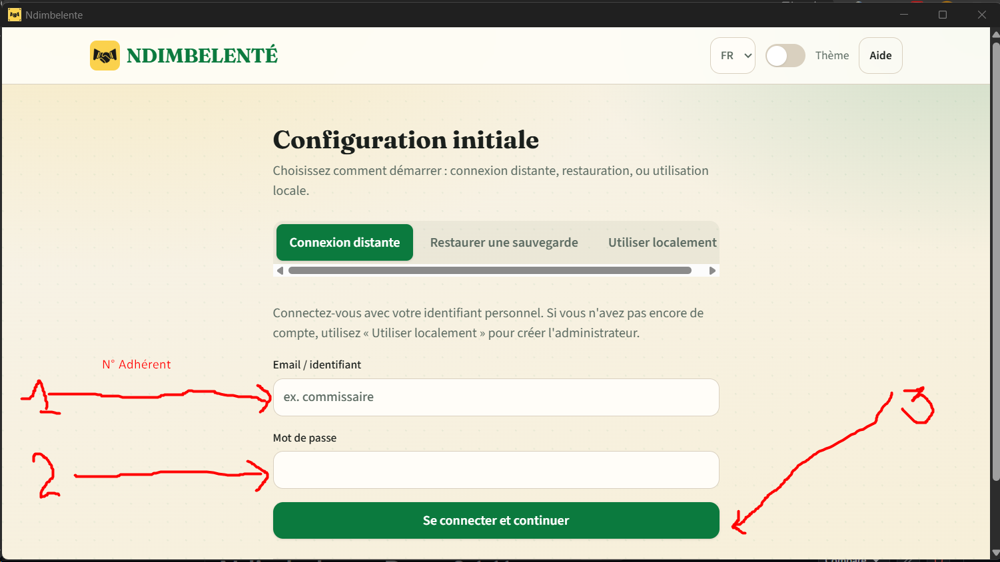 Ndimbelente
NDIMBELENTÉ
FR
Thème
Aide
Configuration initiale
Choisissez comment démarrer : connexion distante, restauration, ou utilisation
locale.
Connexion distante
Restaurer une sauvegarde
Utiliser localement
Connectez-vous avec votre identifiant personnel. Si vous n'avez pas encore de
compte, utilisez « Utiliser localement » pour créer l'administrateur.
N° Adhérent
Email / identifiant
1
ex. commissaire
3
Mot de passe
2
Se connecter et continuer